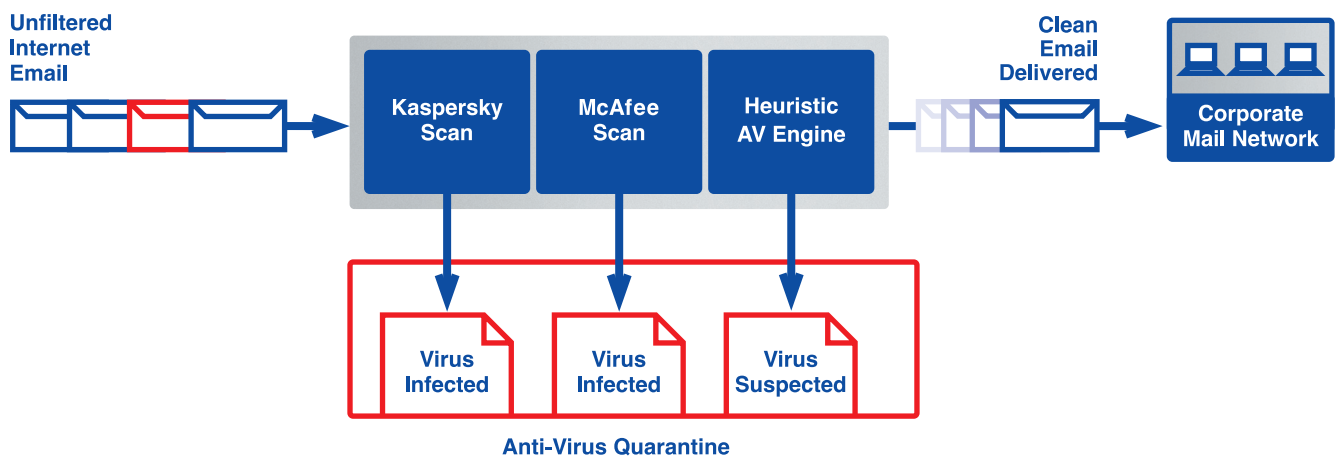 Unfiltered
Internet
Email
Kaspersky
Scan
McAfee
Scan
Heuristic
AV Engine
Clean
Email
Delivered
Corporate
Mail Network
Virus
Infected
Virus
Infected
Virus
Suspected
Anti-Virus Quarantine